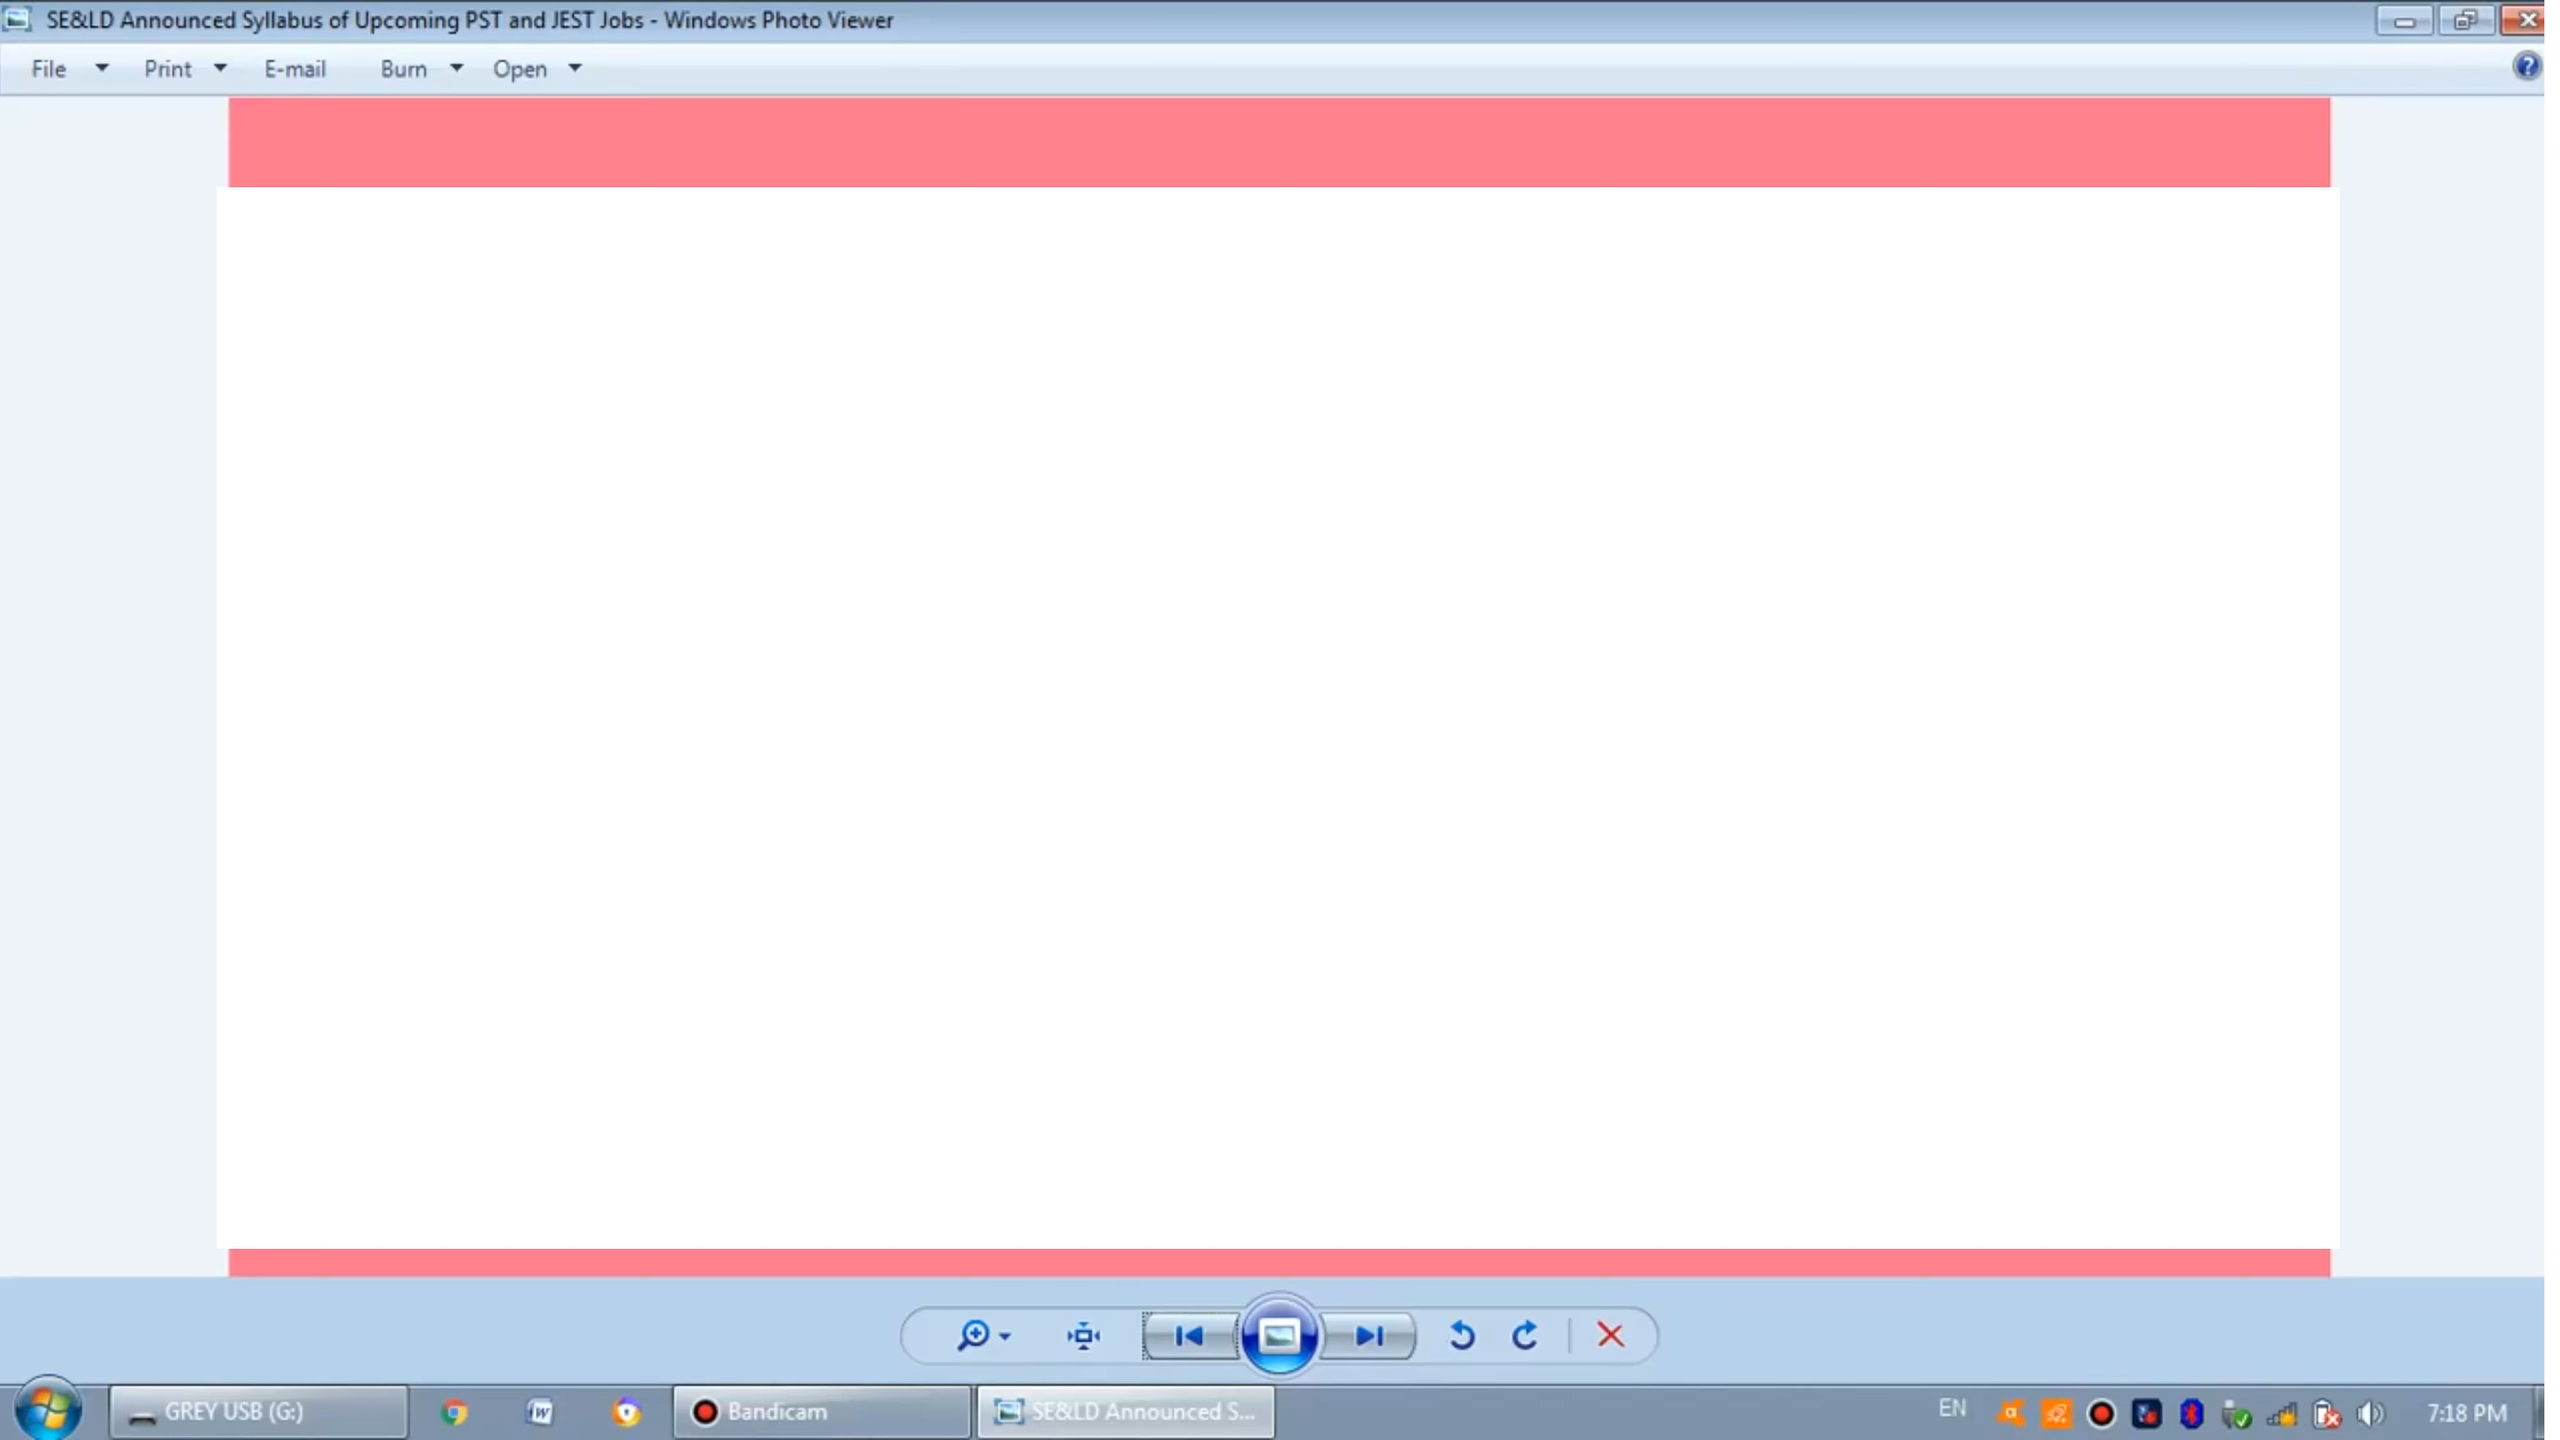 SE&LD Announced Syllabus of Upcoming PST and JEST Jobs - Windows Photo Viewer
File Print E-mail Burn Open
GREY USB (G:) Bandicam SE&LD Announced S... EN 7:18 PM